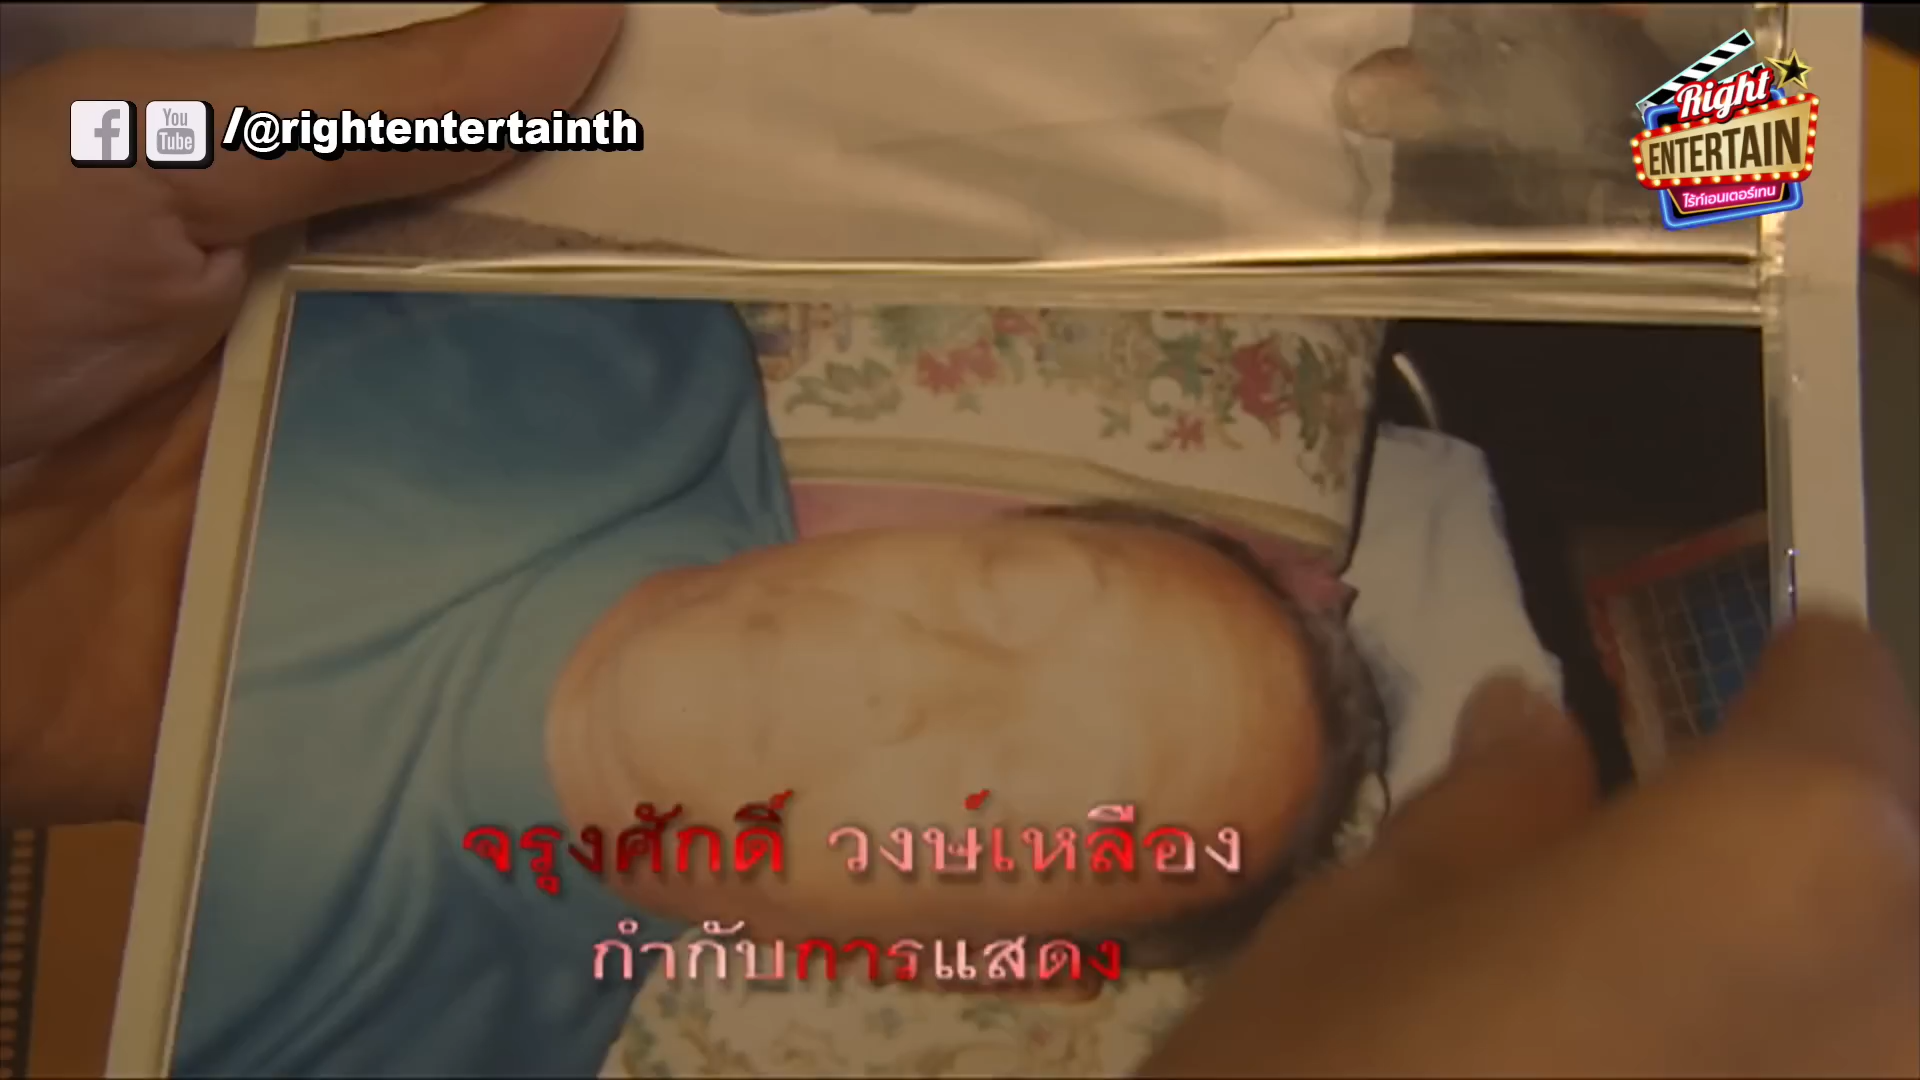 You
Tube
/@rightentertainth
Right
ENTERTAIN
ไร้ท์เอนเตอร์เทน
จรุงศักดิ์ วงษ์เหลือง
กำกับการแสดง